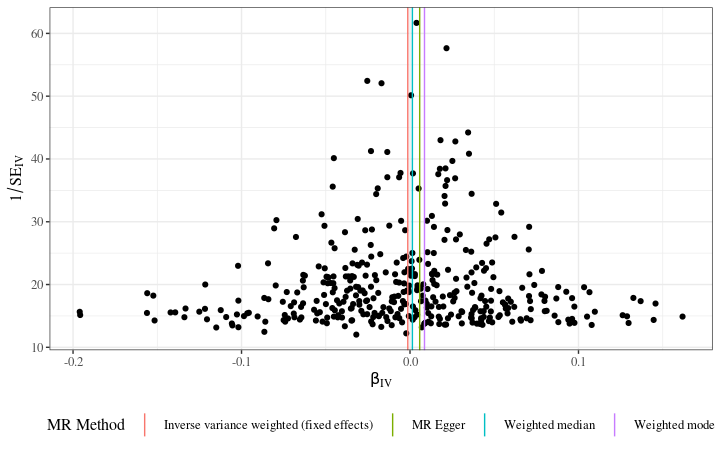 60
50
40
30
20
10
1/SE_IV
-0.2 -0.1 0.0 0.1
β_IV
MR Method Inverse variance weighted (fixed effects) MR Egger Weighted median Weighted mode